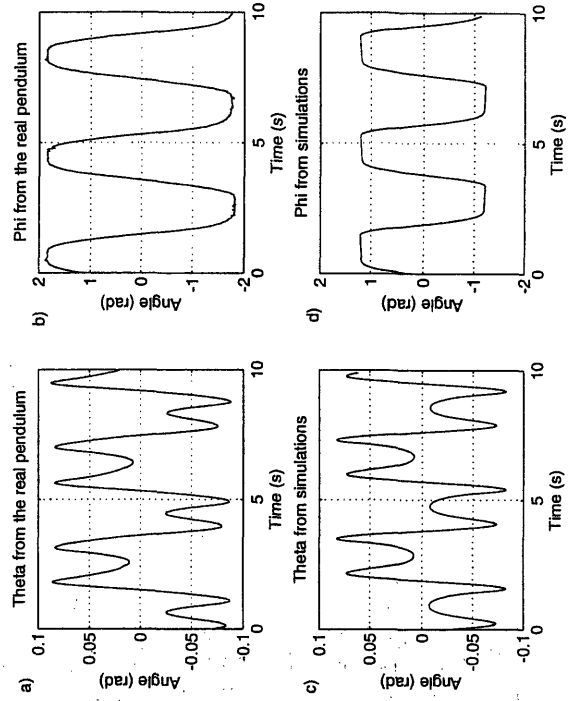 a)
Theta from the real pendulum
Angle (rad)
0.1
0.05
0
-0.05
-0.1
0
5
10
Time (s)
b)
Phi from the real pendulum
Angle (rad)
2
1
0
-1
-2
0
5
10
Time (s)
c)
Theta from simulations
Angle (rad)
0.1
0.05
0
-0.05
-0.1
0
5
10
Time (s)
d)
Phi from simulations
Angle (rad)
2
1
0
-1
-2
0
5
10
Time (s)